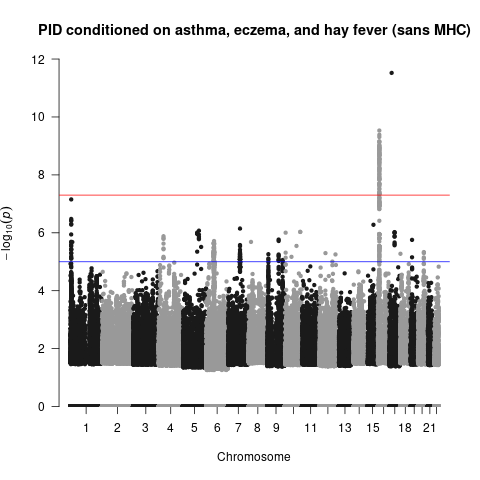 PID conditioned on asthma, eczema, and hay fever (sans MHC)
12
10
8
6
4
2
0
−log₁₀(p)
1 2 3 4 5 6 7 8 9 11 13 15 18 21
Chromosome